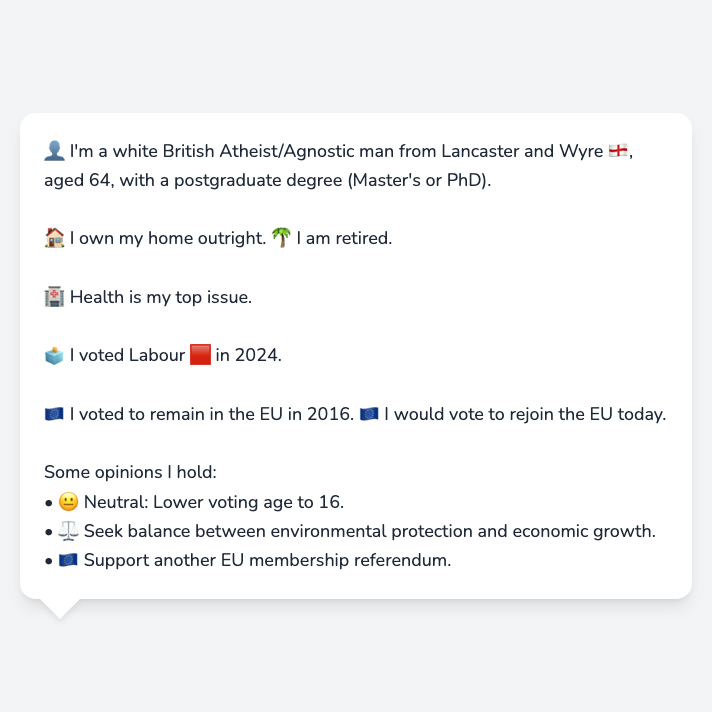 👤 I'm a white British Atheist/Agnostic man from Lancaster and Wyre 🏴󠁧󠁢󠁥󠁮󠁧󠁿,
aged 64, with a postgraduate degree (Master's or PhD).
🏠 I own my home outright. 🌴 I am retired.
🏥 Health is my top issue.
🗳️ I voted Labour 🟥 in 2024.
🇪🇺 I voted to remain in the EU in 2016. 🇪🇺 I would vote to rejoin the EU today.
Some opinions I hold:
• 😐 Neutral: Lower voting age to 16.
• ⚖️ Seek balance between environmental protection and economic growth.
• 🇪🇺 Support another EU membership referendum.